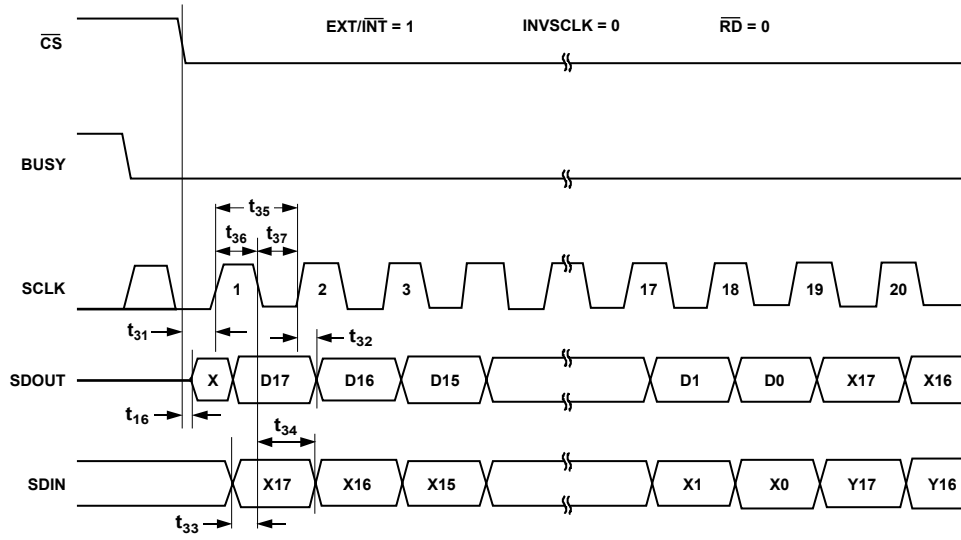 EXT/INT = 1 INVSCLK = 0 RD = 0
CS
BUSY
t35
t36 t37
SCLK 1 2 3 17 18 19 20
t31 t32
SDOUT X D17 D16 D15 D1 D0 X17 X16
t16
t34
SDIN X17 X16 X15 X1 X0 Y17 Y16
t33